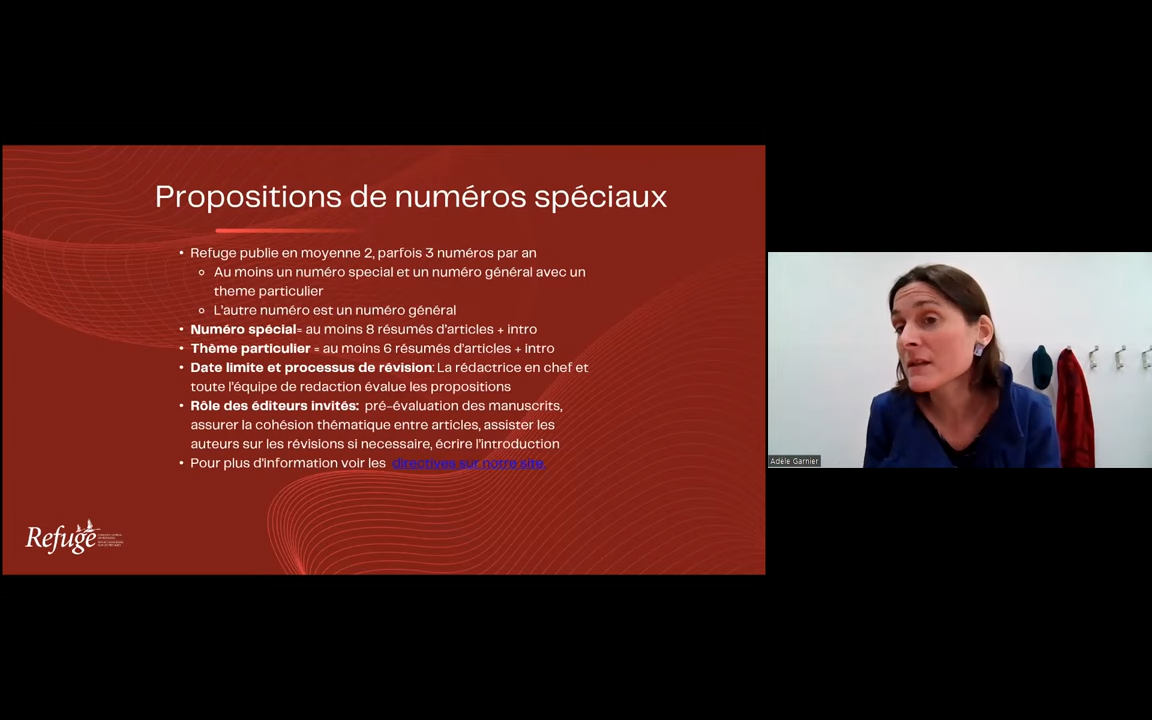 Propositions de numéros spéciaux
• Refuge publie en moyenne 2, parfois 3 numéros par an
○ Au moins un numéro special et un numéro général avec un
theme particulier
○ L'autre numéro est un numéro général
• Numéro spécial= au moins 8 résumés d'articles + intro
• Thème particulier = au moins 6 résumés d'articles + intro
• Date limite et processus de révision: La rédactrice en chef et
toute l'équipe de redaction évalue les propositions
• Rôle des éditeurs invités: pré-évaluation des manuscrits,
assurer la cohésion thématique entre articles, assister les
auteurs sur les révisions si necessaire, écrire l'introduction
• Pour plus d'information voir les directives sur notre site.
Refuge
Adèle Garnier